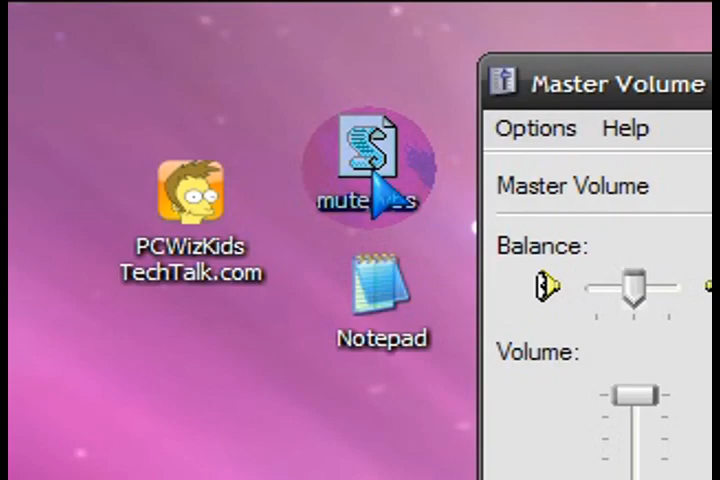 Master Volume
Options Help
Master Volume
PCWizKids
TechTalk.com
Balance:
Notepad
Volume: